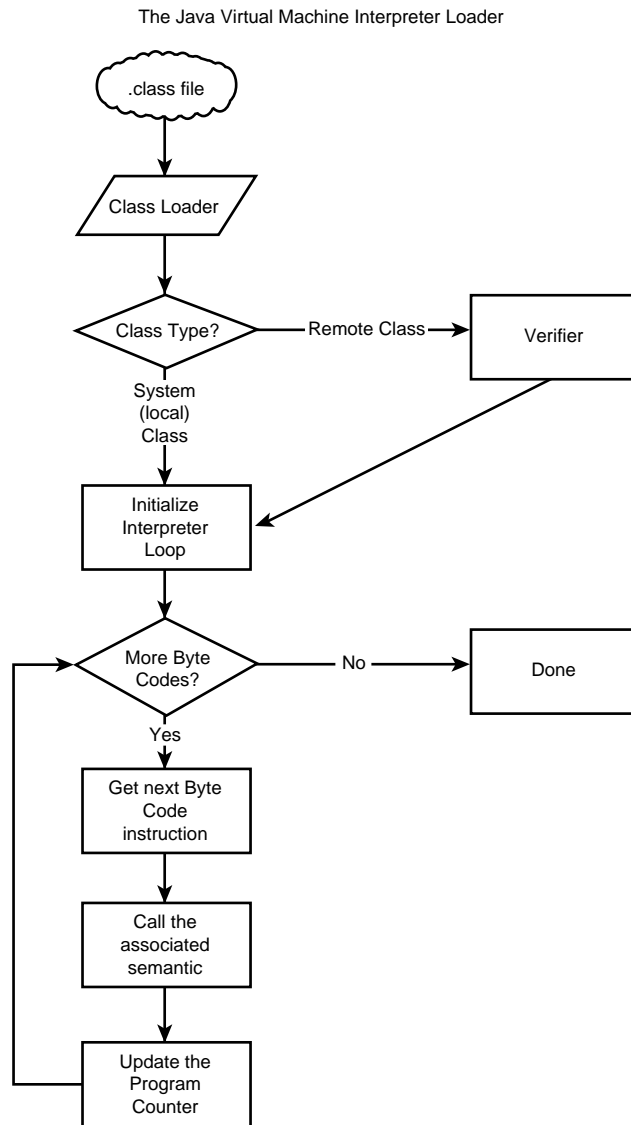 The Java Virtual Machine Interpreter Loader
.class file
Class Loader
Class Type?
Remote Class
Verifier
System
(local)
Class
Initialize
Interpreter
Loop
More Byte
Codes?
No
Done
Yes
Get next Byte
Code
instruction
Call the
associated
semantic
Update the
Program
Counter